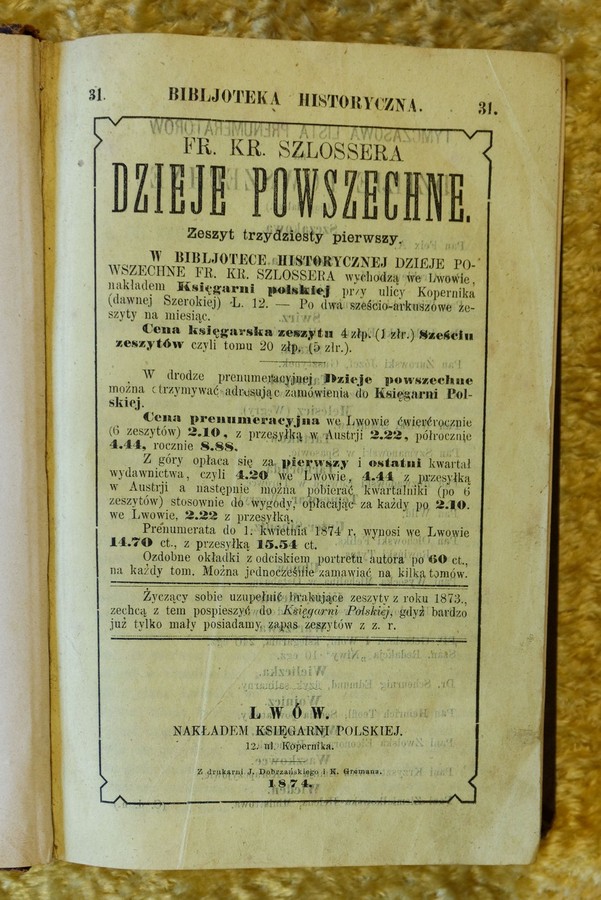 31. BIBLJOTEKA HISTORYCZNA. 31.
FR. KR. SZLOSSERA
DZIEJE POWSZECHNE.
Zeszyt trzydziesty pierwszy.
W BIBLJOTECE HISTORYCZNEJ DZIEJE PO-
WSZECHNE FR. KR. SZLOSSERA wychodzą we Lwowie,
nakładem Księgarni polskiej przy ulicy Kopernika
(dawnej Szerokiej) L. 12. — Po dwa sześcio-arkuszowe ze-
szyty na miesiąc.
Cena księgarska zeszytu 4 złp. (1 złr.) Sześciu
zeszytów czyli tomu 20 złp. (5 złr.).
W drodze prenumeracyjnej Dzieje powszechne
można otrzymywać adresując zamówienia do Księgarni Pol-
skiej.
Cena prenumeracyjna we Lwowie ćwierćrocznie
(6 zeszytów) 2.10, z przesyłką w Austrji 2.22, półrocznie
4.44, rocznie 8.88.
Z góry opłaca się za pierwszy i ostatni kwartał
wydawnictwa, czyli 4.20 we Lwowie, 4.44 z przesyłką
w Austrji a następnie można pobierać kwartalniki (po 6
zeszytów) stosownie do wygody, opłacając za każdy po 2.10.
we Lwowie, 2.22 z przesyłką.
Prenumerata do 1. kwietnia 1874 r. wynosi we Lwowie
14.70 ct., z przesyłką 15.54 ct.
Ozdobne okładki z odciskiem portretu autora po 60 ct.,
na każdy tom. Można jednocześnie zamawiać na kilka tomów.
Życzący sobie uzupełnić brakujące zeszyty z roku 1873.,
zechcą z tem pospieszyć do Księgarni Polskiej, gdyż bardzo
już tylko mały posiadamy zapas zeszytów z z. r.
LWÓW.
NAKŁADEM KSIĘGARNI POLSKIEJ.
12. ul. Kopernika.
Z drukarni J. Dobrzańskiego i K. Gromana.
1874.